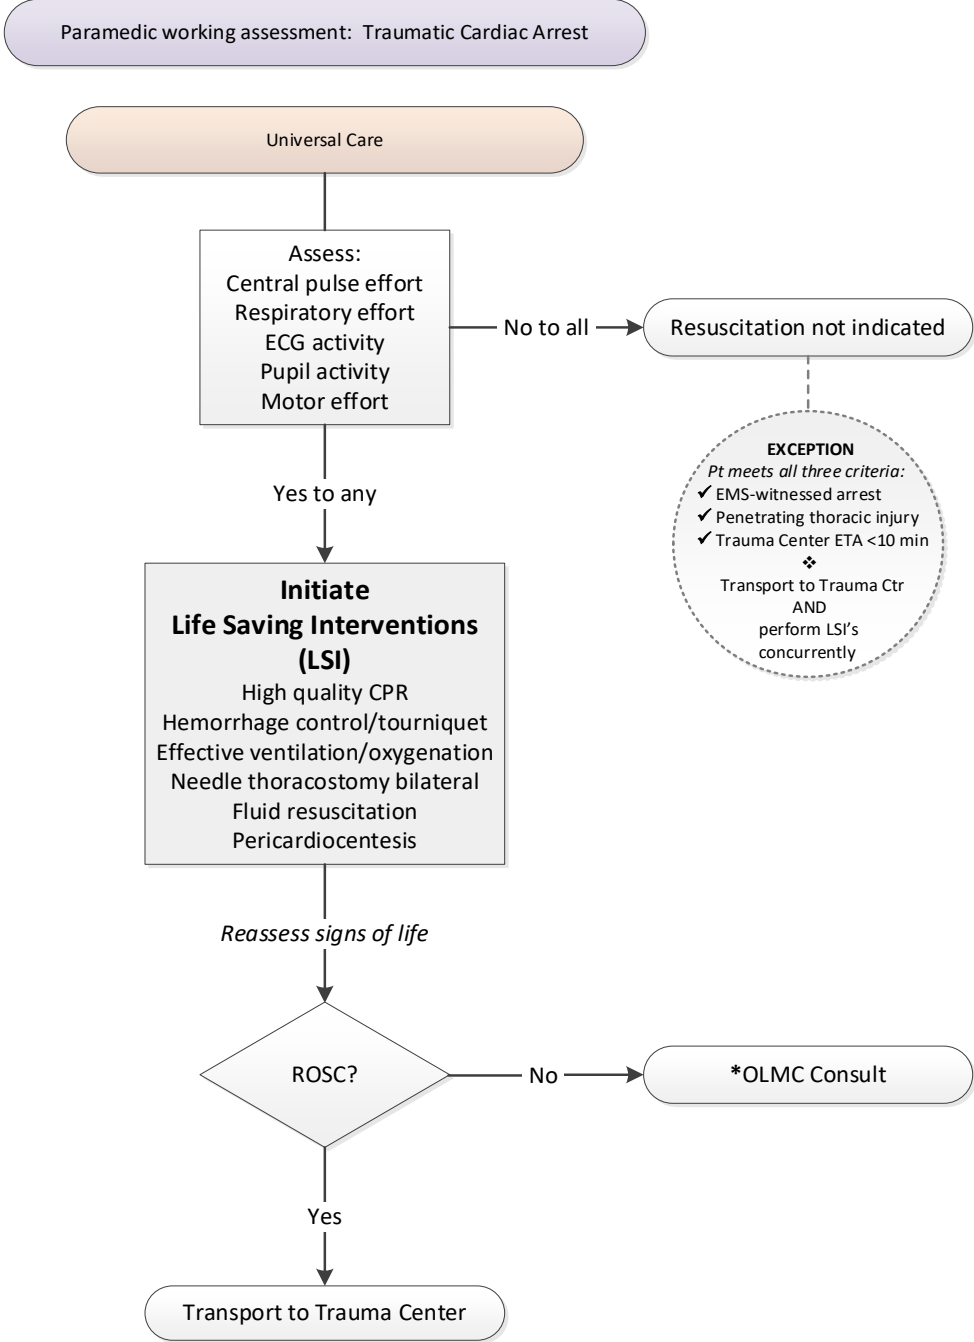 Paramedic working assessment:  Traumatic Cardiac Arrest
Universal Care
Assess:
Central pulse effort
Respiratory effort
ECG activity
Pupil activity
Motor effort
No to all
Resuscitation not indicated
EXCEPTION
Pt meets all three criteria:
✓ EMS-witnessed arrest
✓ Penetrating thoracic injury
✓ Trauma Center ETA <10 min
❖
Transport to Trauma Ctr
AND
perform LSI's
concurrently
Yes to any
Initiate
Life Saving Interventions
(LSI)
High quality CPR
Hemorrhage control/tourniquet
Effective ventilation/oxygenation
Needle thoracostomy bilateral
Fluid resuscitation
Pericardiocentesis
Reassess signs of life
ROSC?
No
*OLMC Consult
Yes
Transport to Trauma Center